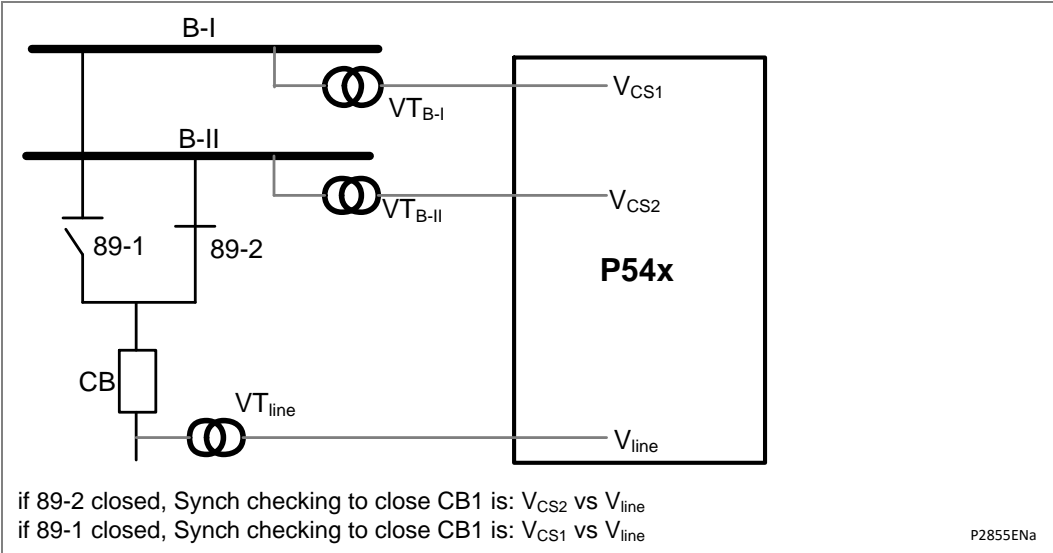 B-I
VTB-I
VCS1
B-II
VTB-II
VCS2
89-1
89-2
P54x
CB
VTline
Vline
if 89-2 closed, Synch checking to close CB1 is: VCS2 vs Vline
if 89-1 closed, Synch checking to close CB1 is: VCS1 vs Vline
P2855ENa